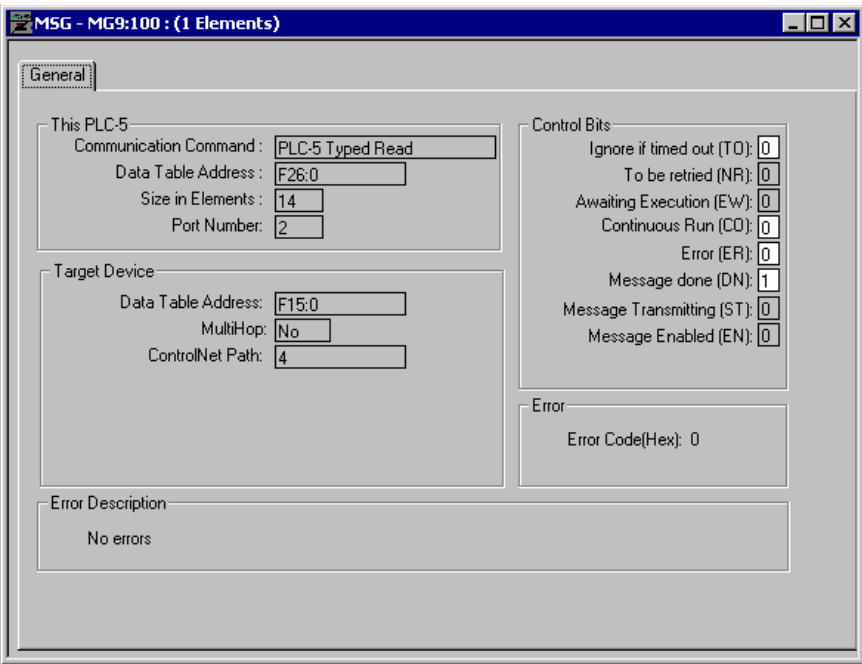 MSG - MG9:100 : (1 Elements)
General
This PLC-5
Communication Command : PLC-5 Typed Read
Data Table Address : F26:0
Size in Elements : 14
Port Number: 2
Target Device
Data Table Address: F15:0
MultiHop: No
ControlNet Path: 4
Control Bits
Ignore if timed out (TO): 0
To be retried (NR): 0
Awaiting Execution (EW): 0
Continuous Run (CO): 0
Error (ER): 0
Message done (DN): 1
Message Transmitting (ST): 0
Message Enabled (EN): 0
Error
Error Code(Hex): 0
Error Description
No errors